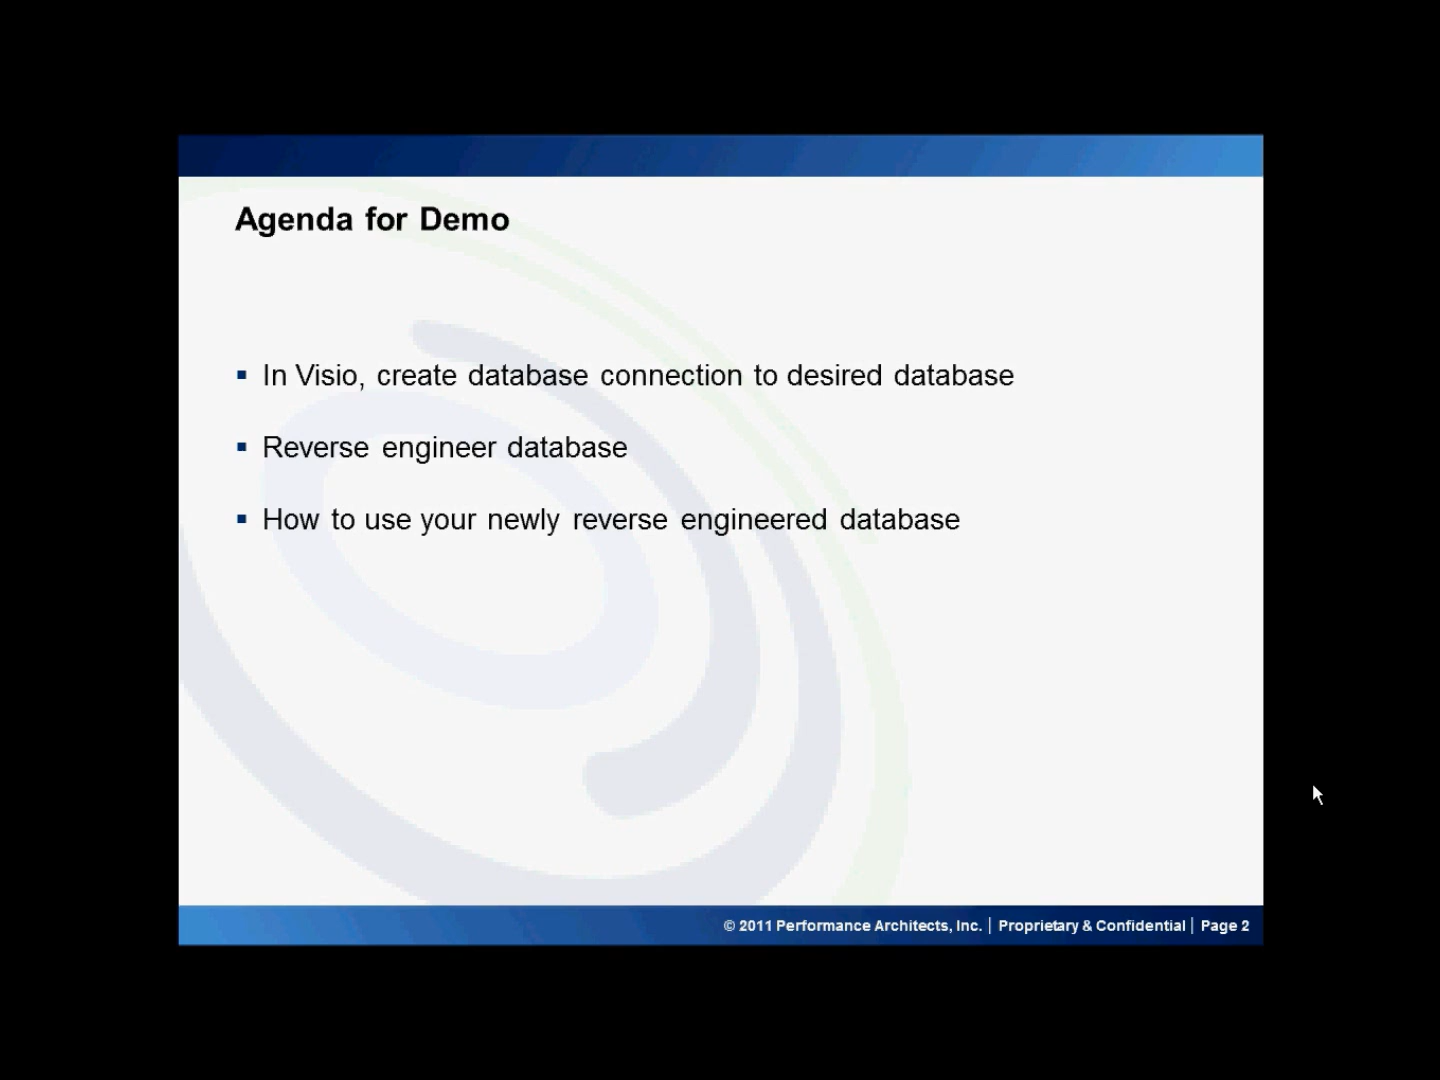 Agenda for Demo
▪ In Visio, create database connection to desired database
▪ Reverse engineer database
▪ How to use your newly reverse engineered database
© 2011 Performance Architects, Inc. | Proprietary & Confidential | Page 2